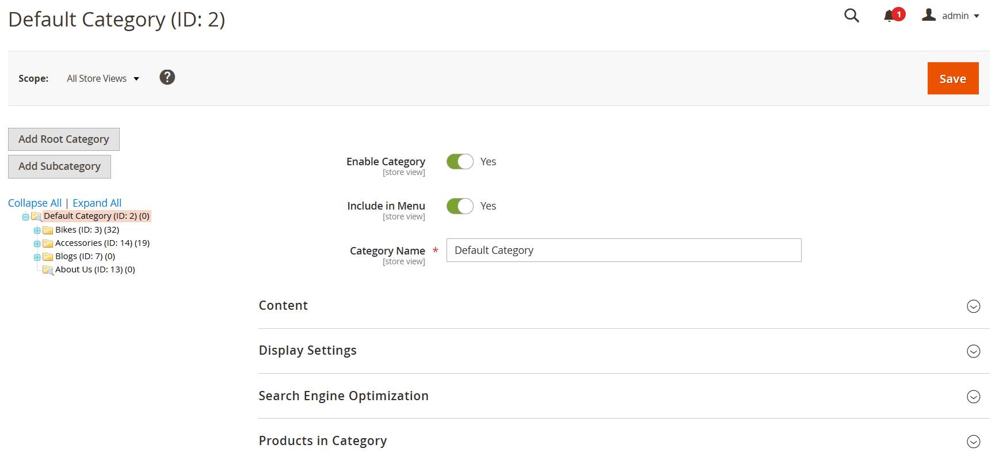 Default Category (ID: 2)
1
admin
Scope:
All Store Views
?
Save
Add Root Category
Add Subcategory
Collapse All | Expand All
Default Category (ID: 2) (0)
Bikes (ID: 3) (32)
Accessories (ID: 14) (19)
Blogs (ID: 7) (0)
About Us (ID: 13) (0)
Enable Category
[store view]
Yes
Include in Menu
[store view]
Yes
Category Name *
[store view]
Default Category
Content
Display Settings
Search Engine Optimization
Products in Category